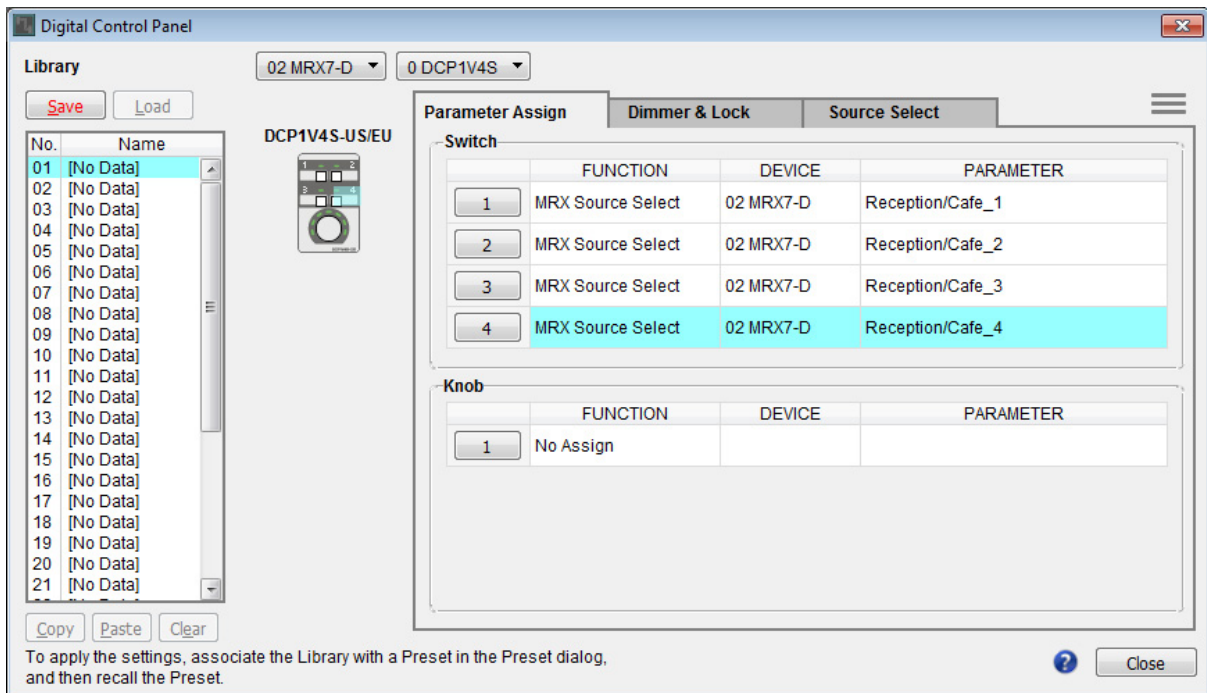 Digital Control Panel
Library
02 MRX7-D
0 DCP1V4S
Save
Load
Parameter Assign
Dimmer & Lock
Source Select
No. Name
01 [No Data]
02 [No Data]
03 [No Data]
04 [No Data]
05 [No Data]
06 [No Data]
07 [No Data]
08 [No Data]
09 [No Data]
10 [No Data]
11 [No Data]
12 [No Data]
13 [No Data]
14 [No Data]
15 [No Data]
16 [No Data]
17 [No Data]
18 [No Data]
19 [No Data]
20 [No Data]
21 [No Data]
DCP1V4S-US/EU
1 2
3 4
Switch
FUNCTION DEVICE PARAMETER
1 MRX Source Select 02 MRX7-D Reception/Cafe_1
2 MRX Source Select 02 MRX7-D Reception/Cafe_2
3 MRX Source Select 02 MRX7-D Reception/Cafe_3
4 MRX Source Select 02 MRX7-D Reception/Cafe_4
Knob
FUNCTION DEVICE PARAMETER
1 No Assign
Copy
Paste
Clear
To apply the settings, associate the Library with a Preset in the Preset dialog,
and then recall the Preset.
?
Close